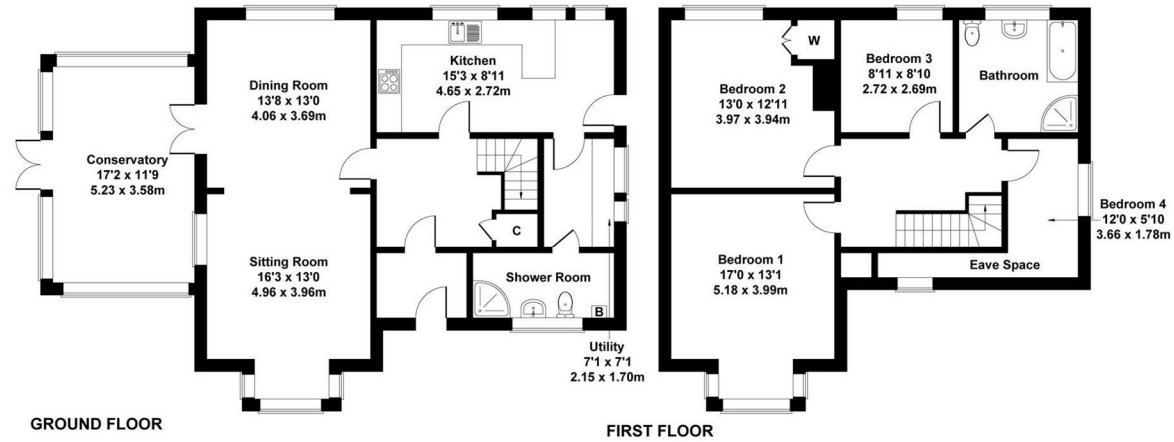 Dining Room
13'8 x 13'0
4.06 x 3.69m
Kitchen
15'3 x 8'11
4.65 x 2.72m
Conservatory
17'2 x 11'9
5.23 x 3.58m
Sitting Room
16'3 x 13'0
4.96 x 3.96m
C
Shower Room
B
Utility
7'1 x 7'1
2.15 x 1.70m
GROUND FLOOR
W
Bedroom 2
13'0 x 12'11
3.97 x 3.94m
Bedroom 3
8'11 x 8'10
2.72 x 2.69m
Bathroom
Bedroom 4
12'0 x 5'10
3.66 x 1.78m
Bedroom 1
17'0 x 13'1
5.18 x 3.99m
Eave Space
FIRST FLOOR